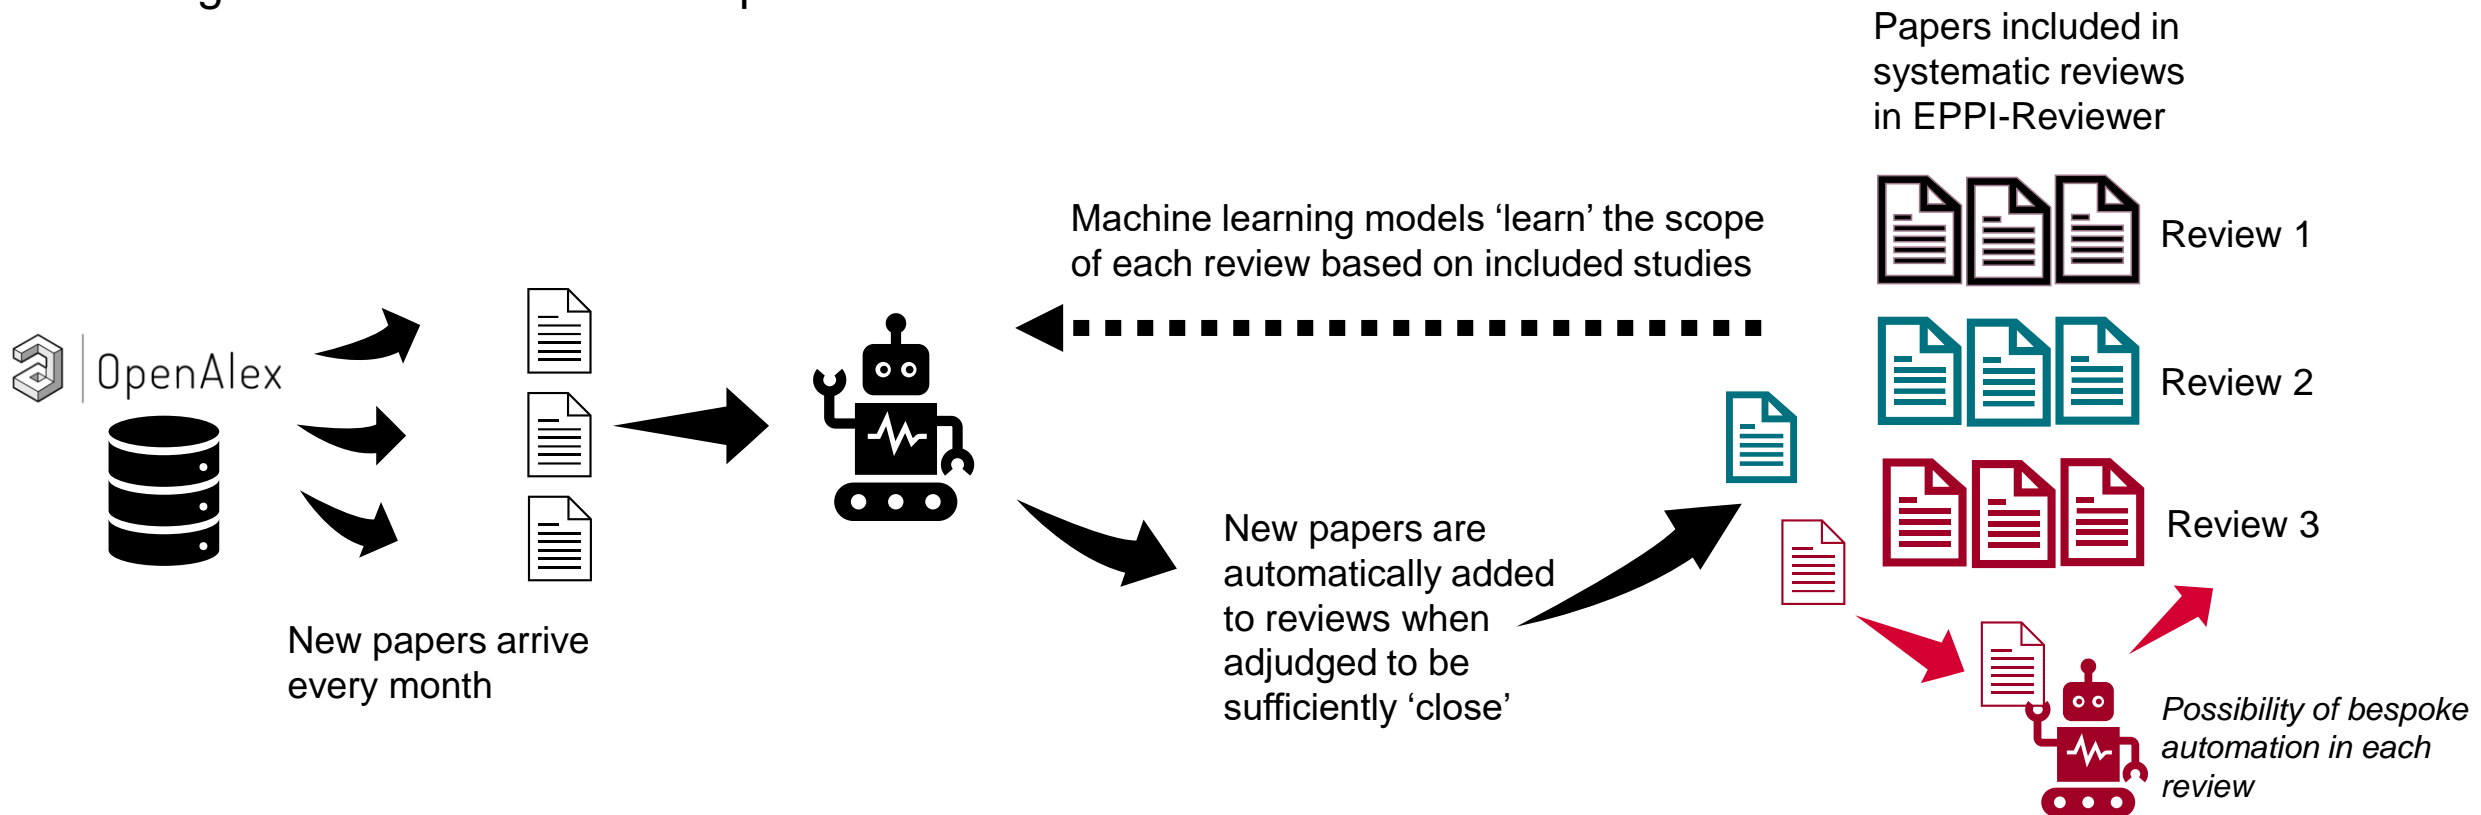 Papers included in
systematic reviews
in EPPI-Reviewer
Machine learning models ‘learn’ the scope
of each review based on included studies
Review 1
OpenAlex
Review 2
New papers are
automatically added
to reviews when
adjudged to be
sufficiently ‘close’
Review 3
New papers arrive
every month
Possibility of bespoke
automation in each
review